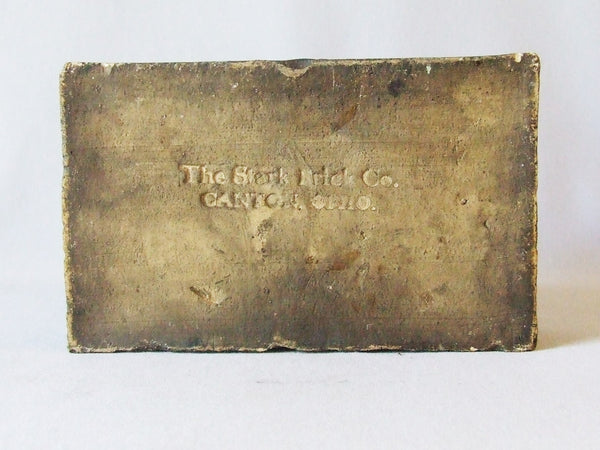 The Stark Brick Co.
CANTON, OHIO.